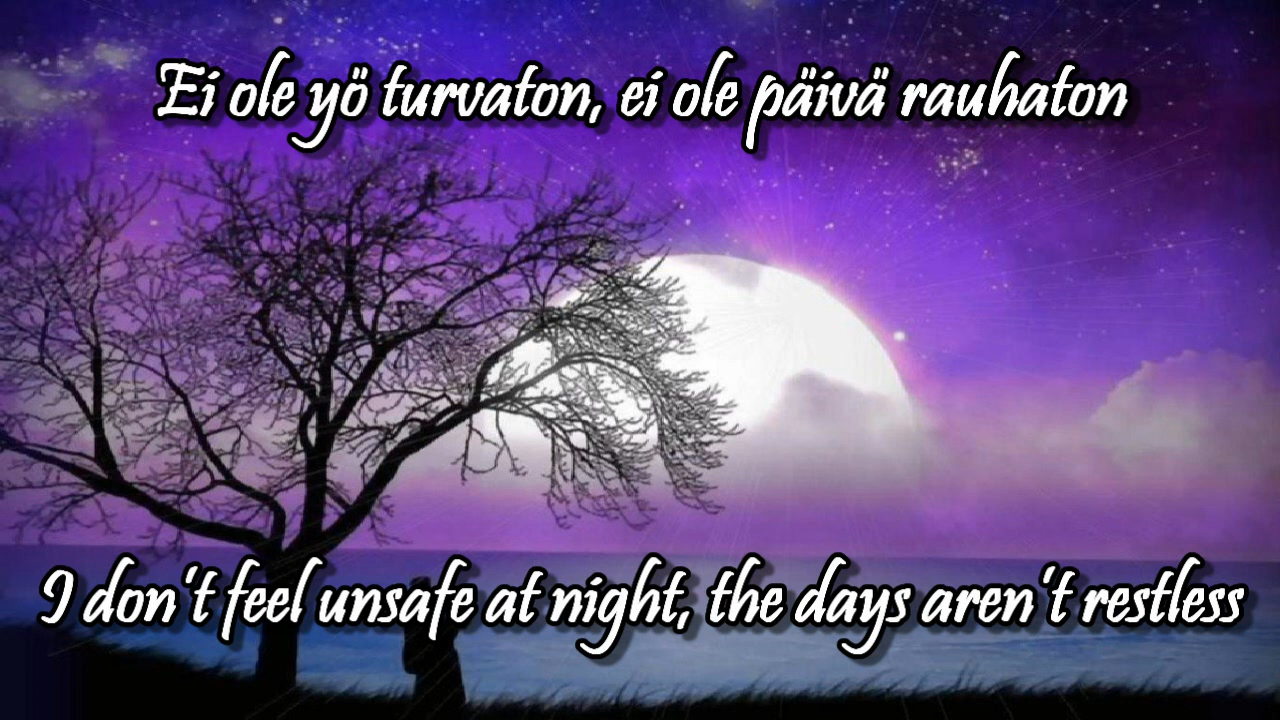 Ei ole yö turvaton, ei ole päivä rauhaton
I don't feel unsafe at night, the days aren't restless